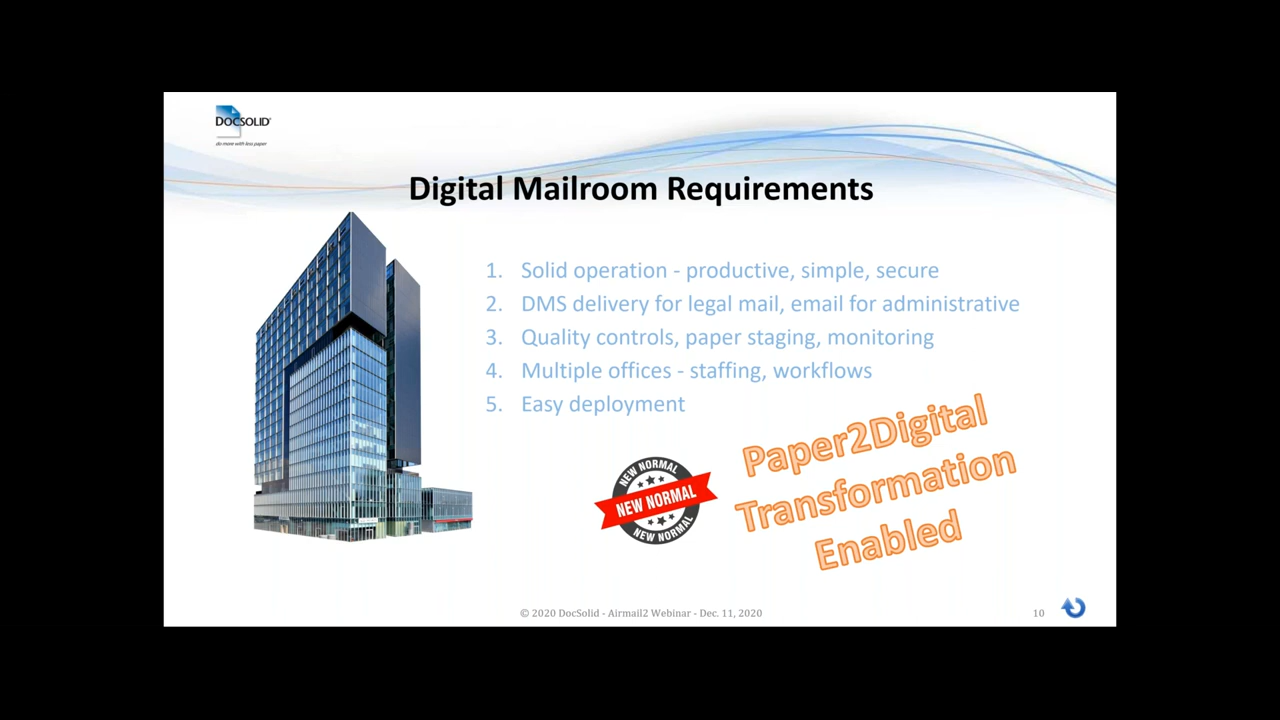 DOCSOLID
do more with less paper
Digital Mailroom Requirements
1. Solid operation - productive, simple, secure
2. DMS delivery for legal mail, email for administrative
3. Quality controls, paper staging, monitoring
4. Multiple offices - staffing, workflows
5. Easy deployment
Paper2Digital
Transformation
Enabled
NEW NORMAL
NEW NORMAL
NEW NORMAL
© 2020 DocSolid - Airmail2 Webinar - Dec. 11, 2020
10